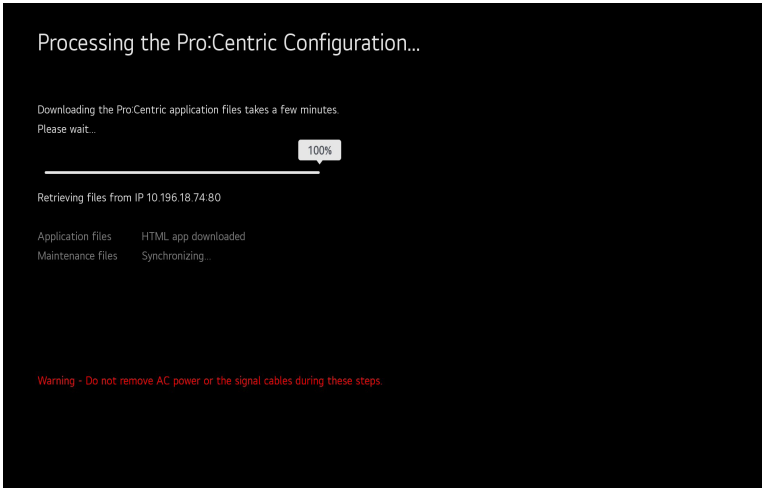 Processing the Pro:Centric Configuration...
Downloading the Pro:Centric application files takes a few minutes.
Please wait...
100%
Retrieving files from IP 10.196.18.74:80
Application files HTML app downloaded
Maintenance files Synchronizing...
Warning - Do not remove AC power or the signal cables during these steps.